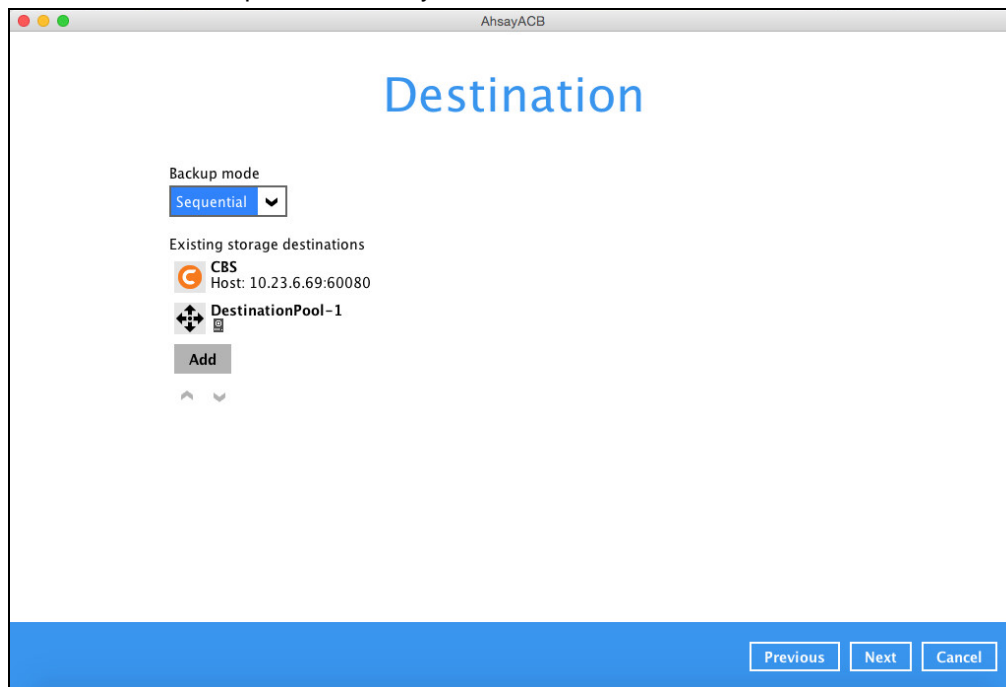 AhsayACB
Destination
Backup mode
Sequential
Existing storage destinations
CBS
Host: 10.23.6.69:60080
DestinationPool-1
Add
Previous Next Cancel